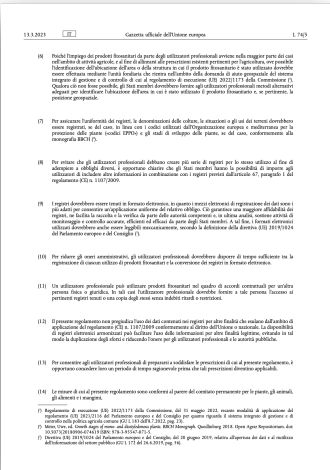 13.3.2023 IT Gazzetta ufficiale dell'Unione europea L 74/5
(6) Poiché l'impiego dei prodotti fitosanitari da parte degli utilizzatori professionali avviene nella maggior parte dei casi
nell'ambito di attività agricole, e al fine di allinearsi alle prescrizioni esistenti per l'agricoltura, ove possibile
l'identificazione dell'ubicazione dell'area o della struttura in cui il prodotto fitosanitario è stato utilizzato dovrebbe
essere effettuata mediante l'unità fondiaria che rientra nell'ambito della domanda di aiuto geospaziale del sistema
integrato di gestione e di controllo di cui al regolamento di esecuzione (UE) 2022/1173 della Commissione (¹).
Qualora ciò non fosse possibile, gli Stati membri dovrebbero fornire agli utilizzatori professionali metodi alternativi
adeguati per identificare l'ubicazione dell'area in cui è stato utilizzato il prodotto fitosanitario e, se pertinente, la
posizione geospaziale.
(7) Per assicurare l'uniformità dei registri, le denominazioni delle colture, le situazioni e gli usi dei terreni dovrebbero
essere registrati, se del caso, in linea con i codici utilizzati dall'Organizzazione europea e mediterranea per la
protezione delle piante (codici EPPO) e gli stadi di sviluppo delle piante, se del caso, conformemente alla
monografia BBCH (²).
(8) Per evitare che gli utilizzatori professionali debbano creare più serie di registri per lo stesso utilizzo al fine di
adempiere a obblighi diversi, è opportuno chiarire che gli Stati membri hanno la possibilità di imporre agli
utilizzatori di includere altre informazioni in combinazione con i registri previsti dall'articolo 67, paragrafo 1 del
regolamento (CE) n. 1107/2009.
(9) I registri dovrebbero essere tenuti in formato elettronico, in quanto i mezzi elettronici di registrazione dei dati sono i
più adatti per consentire un'applicazione uniforme del relativo obbligo. Ciò garantisce una maggiore affidabilità dei
registri, ne facilita la raccolta e la verifica da parte delle autorità competenti e, in ultima analisi, sostiene attività di
monitoraggio e controllo accurate, efficienti ed efficaci da parte degli Stati membri. A tal fine, i formati elettronici
utilizzati dovrebbero anche essere leggibili meccanicamente, secondo la definizione della direttiva (UE) 2019/1024
del Parlamento europeo e del Consiglio (³).
(10) Per ridurre gli oneri amministrativi, gli utilizzatori professionali dovrebbero disporre di tempo sufficiente tra la
registrazione di ciascun utilizzo di prodotti fitosanitari e la conversione dei registri in formato elettronico.
(11) Un utilizzatore professionale può utilizzare prodotti fitosanitari nel quadro di accordi contrattuali per un'altra
persona fisica o giuridica. In tali casi l'utilizzatore professionale dovrebbe fornire a tale persona l'accesso ai
pertinenti registri tenuti o una copia degli stessi senza indebiti ritardi o restrizioni.
(12) Il presente regolamento non pregiudica l'uso dei dati contenuti nei registri per altre finalità che esulano dall'ambito di
applicazione del regolamento (CE) n. 1107/2009 conformemente al diritto dell'Unione o nazionale. La disponibilità
di registri elettronici armonizzati può facilitare l'uso delle informazioni per altre finalità legittime, evitando in tal
modo la duplicazione degli sforzi e riducendo l'onere per gli utilizzatori professionali e le autorità pubbliche.
(13) Per consentire agli utilizzatori professionali di prepararsi a soddisfare le prescrizioni di cui al presente regolamento, è
opportuno concedere loro un periodo di tempo ragionevole prima che tali prescrizioni diventino applicabili.
(14) Le misure di cui al presente regolamento sono conformi al parere del comitato permanente per le piante, gli animali,
gli alimenti e i mangimi,
(¹) Regolamento di esecuzione (UE) 2022/1173 della Commissione, del 31 maggio 2022, recante modalità di applicazione del
regolamento (UE) 2021/2116 del Parlamento europeo e del Consiglio per quanto riguarda il sistema integrato di gestione e di
controllo nella politica agricola comune (GU L 183 dell'8.7.2022, pag. 23).
(²) Meier, Uwe, ed. Growth stages of mono- and dicotyledonous plants: BBCH Monograph. Quedlinburg, 2018. Open Agrar Repositorium. doi:
10.5073/20180906-074619 ISBN: 978-3-95547-071-5.
(³) Direttiva (UE) 2019/1024 del Parlamento europeo e del Consiglio, del 20 giugno 2019, relativa all'apertura dei dati e al riutilizzo
dell'informazione del settore pubblico (GU L 172 del 26.6.2019, pag. 56).